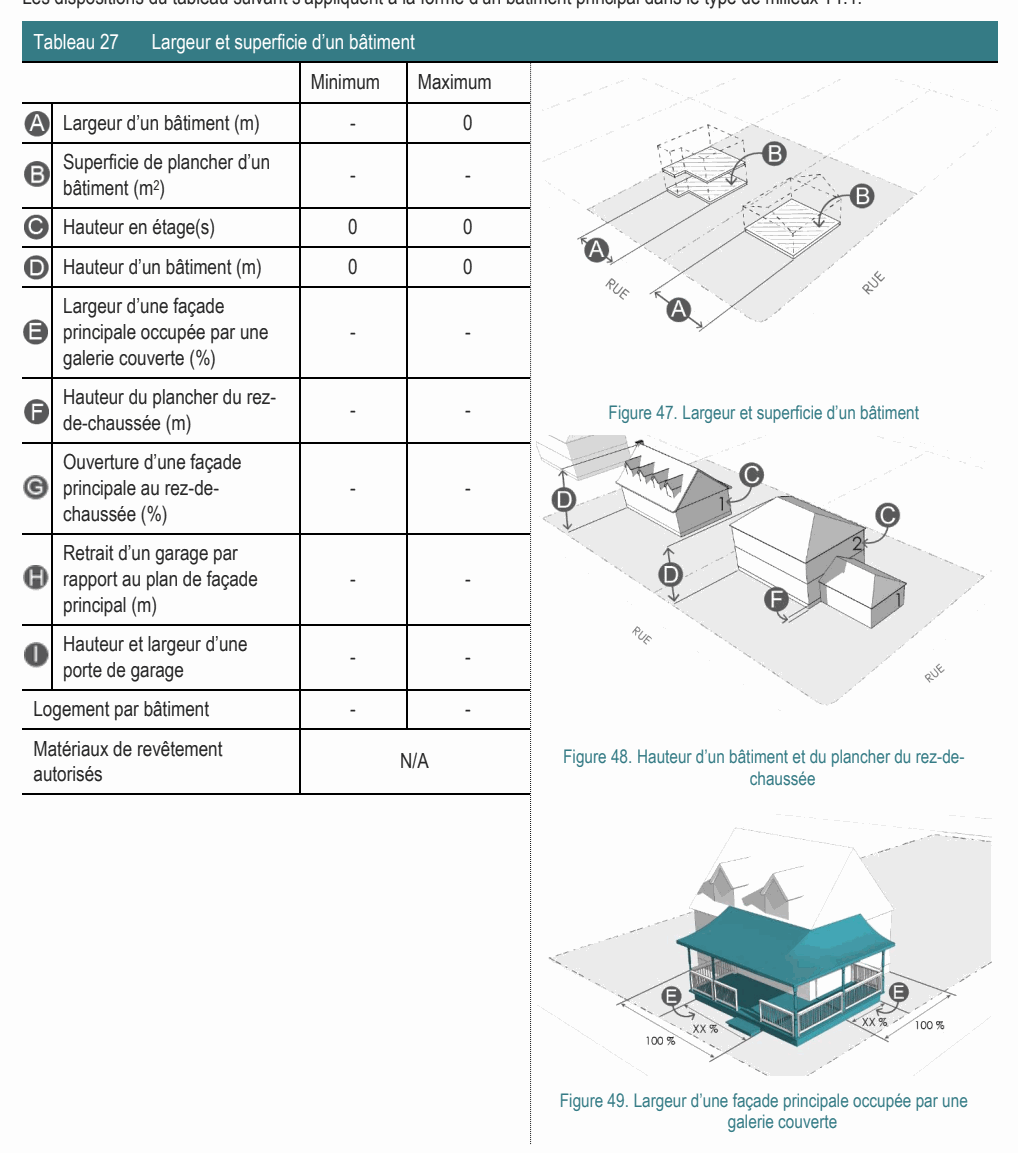 Les dispositions du tableau suivant s'appliquent à la forme d'un bâtiment principal dans le type de milieux T1.1.
Tableau 27 Largeur et superficie d'un bâtiment
Minimum Maximum
A Largeur d'un bâtiment (m) - 0
B Superficie de plancher d'un
bâtiment (m2) - -
C Hauteur en étage(s) 0 0
D Hauteur d'un bâtiment (m) 0 0
E Largeur d'une façade
principale occupée par une
galerie couverte (%) - -
F Hauteur du plancher du rez-
de-chaussée (m) - -
G Ouverture d'une façade
principale au rez-de-
chaussée (%) - -
H Retrait d'un garage par
rapport au plan de façade
principal (m) - -
I Hauteur et largeur d'une
porte de garage - -
Logement par bâtiment - -
Matériaux de revêtement
autorisés N/A
B
B
A
RUE
RUE
A
Figure 47. Largeur et superficie d'un bâtiment
C
D
1
C
2
D
F
1
RUE
RUE
Figure 48. Hauteur d'un bâtiment et du plancher du rez-de-
chaussée
E
E
XX %
XX %
100 %
100 %
Figure 49. Largeur d'une façade principale occupée par une
galerie couverte